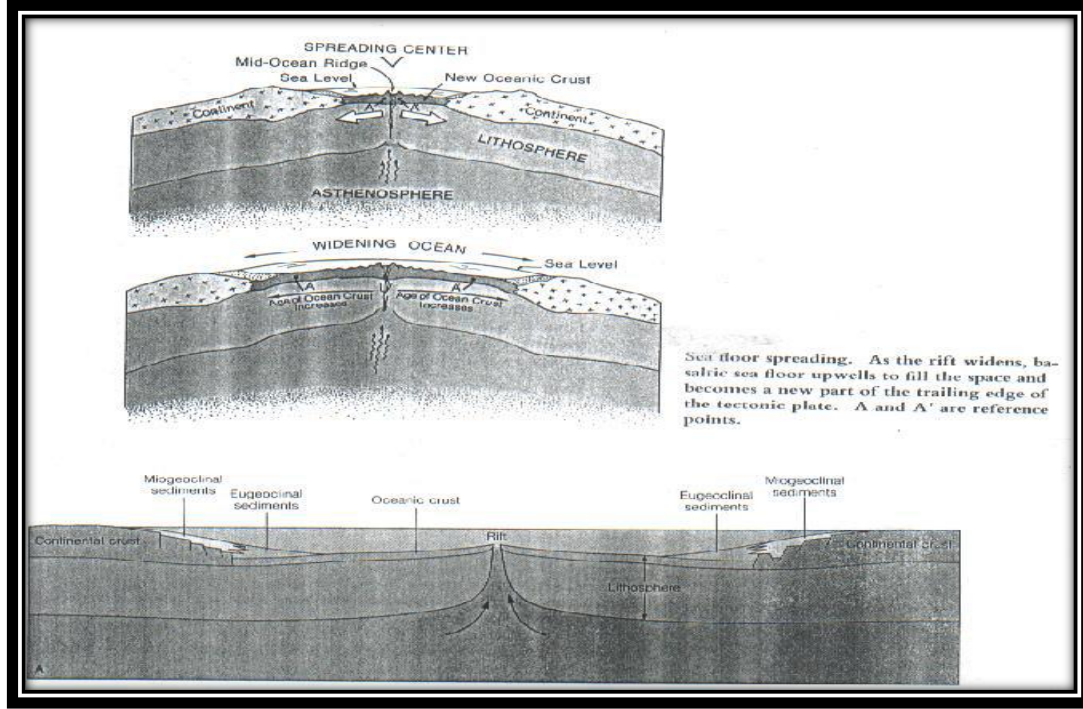 SPREADING CENTER
Mid-Ocean Ridge
Sea Level
New Oceanic Crust
Continent
A
A'
Continent
LITHOSPHERE
ASTHENOSPHERE
WIDENING OCEAN
Sea Level
A
A'
Age of Ocean Crust
Increases
Age of Ocean Crust
Increases
Sea floor spreading. As the rift widens, ba-
saltic sea floor upwells to fill the space and
becomes a new part of the trailing edge of
the tectonic plate. A and A' are reference
points.
Miogeoclinal
sediments
Eugeoclinal
sediments
Oceanic crust
Eugeoclinal
sediments
Miogeoclinal
sediments
Continental crust
Rift
Continental crust
Lithosphere
A